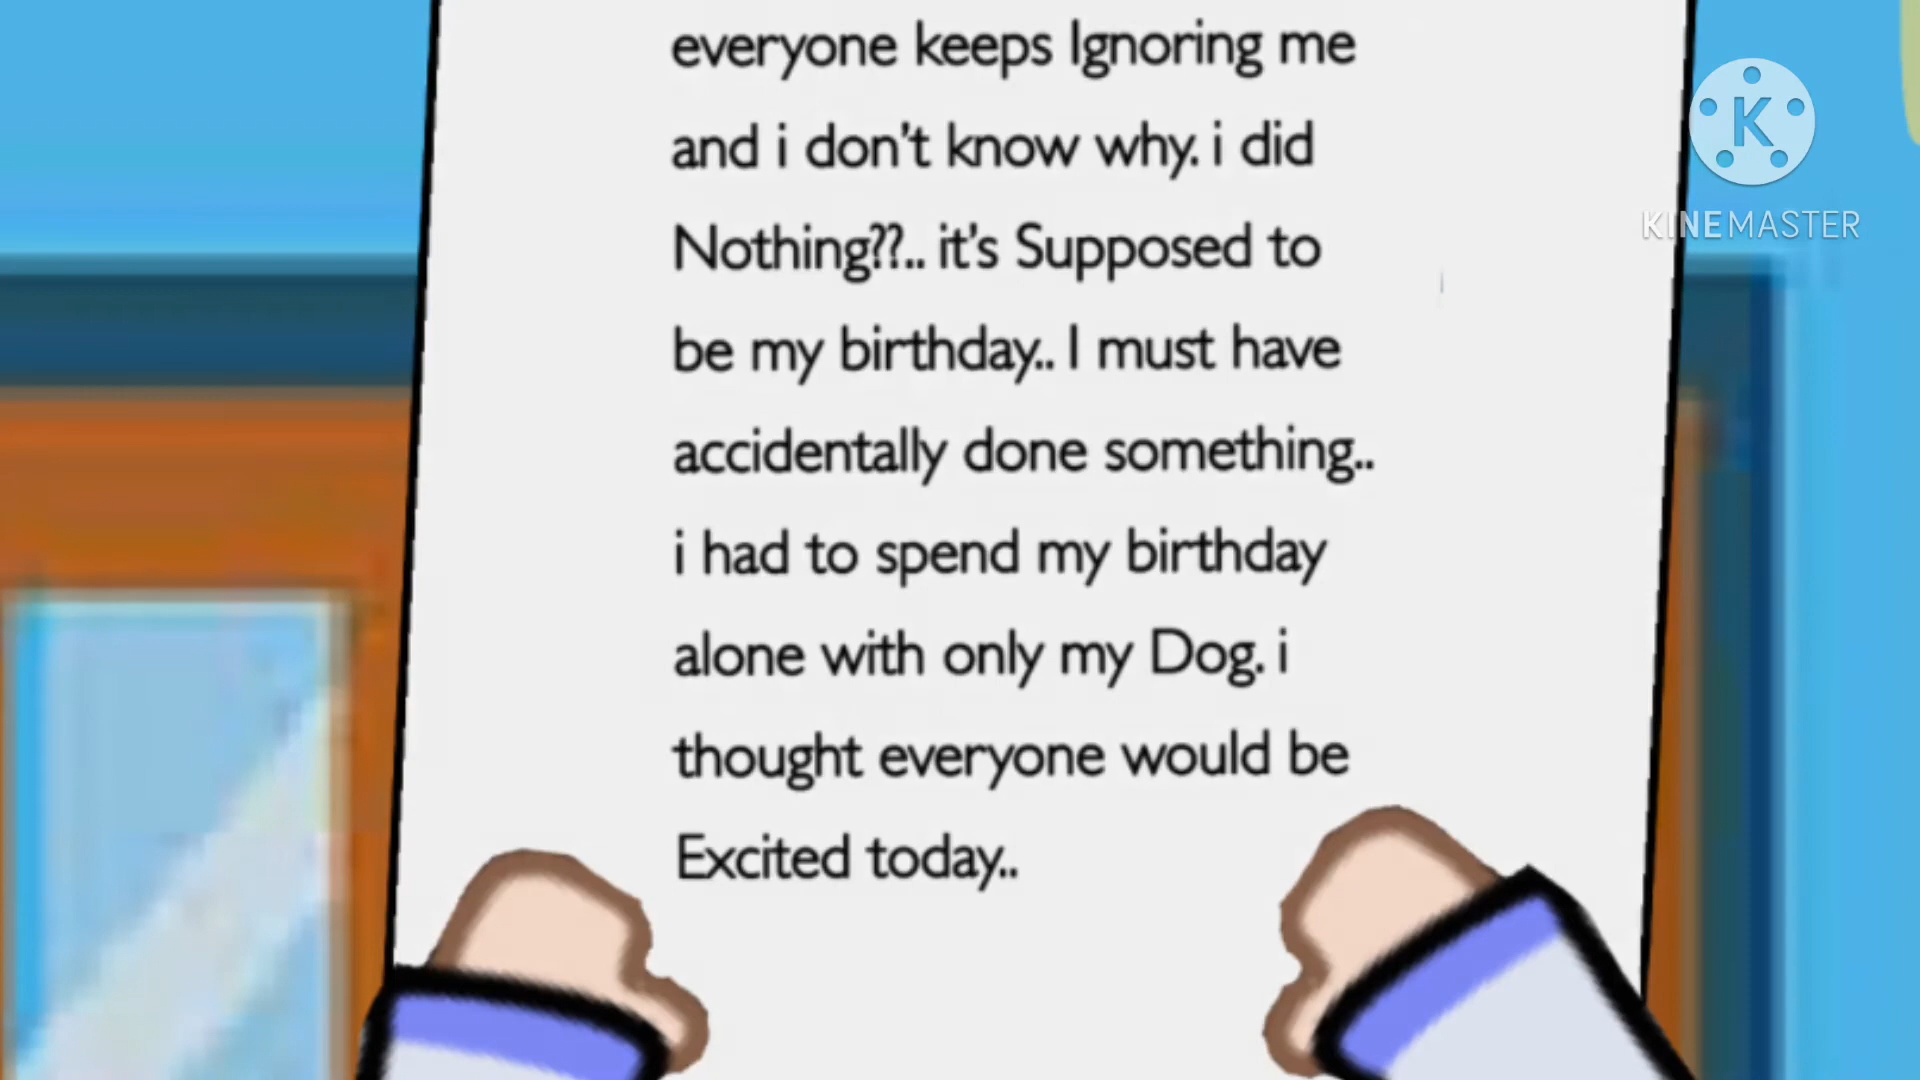 everyone keeps Ignoring me
and i don't know why. i did
Nothing??.. it's Supposed to
be my birthday.. I must have
accidentally done something..
i had to spend my birthday
alone with only my Dog. i
thought everyone would be
Excited today..
K
KINEMASTER